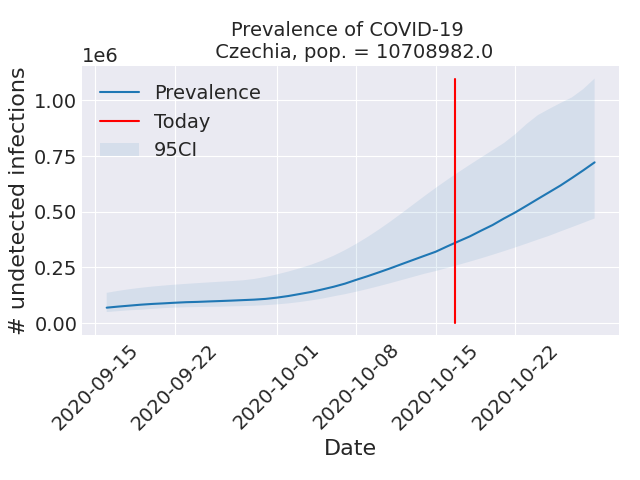 Prevalence of COVID-19
Czechia, pop. = 10708982.0
1e6
Prevalence
Today
95CI
1.00
0.75
0.50
0.25
0.00
# undetected infections
2020-09-15
2020-09-22
2020-10-01
2020-10-08
2020-10-15
2020-10-22
Date